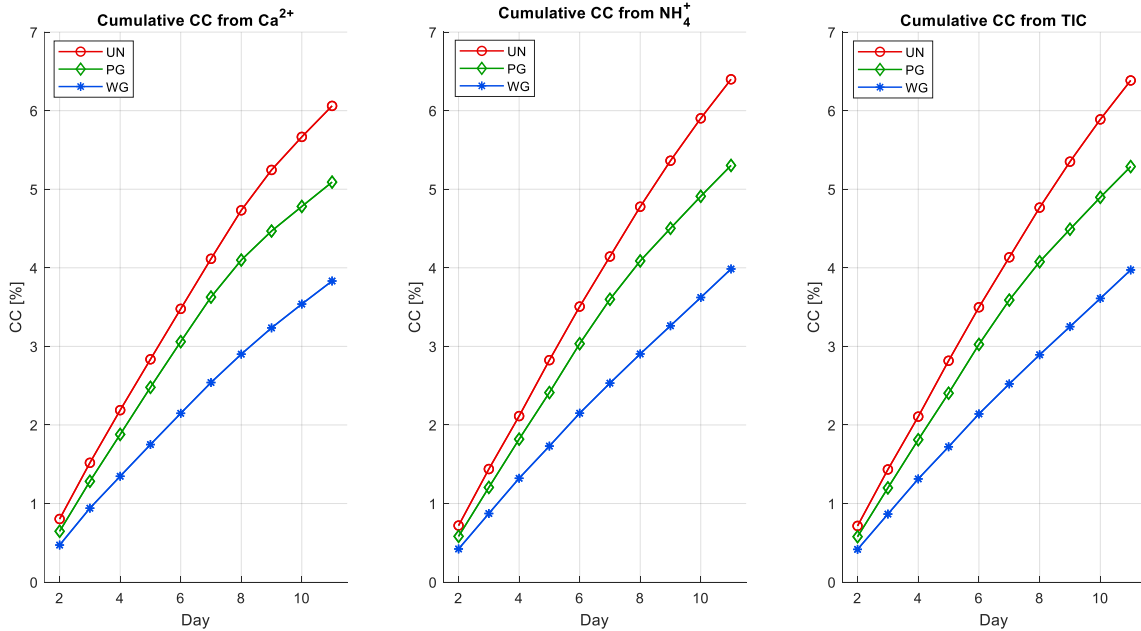 Cumulative CC from Ca²⁺
CC [%]
7
6
5
4
3
2
1
0
UN
PG
WG
2 4 6 8 10
Day
Cumulative CC from NH₄⁺
CC [%]
7
6
5
4
3
2
1
0
UN
PG
WG
2 4 6 8 10
Day
Cumulative CC from TIC
CC [%]
7
6
5
4
3
2
1
0
UN
PG
WG
2 4 6 8 10
Day